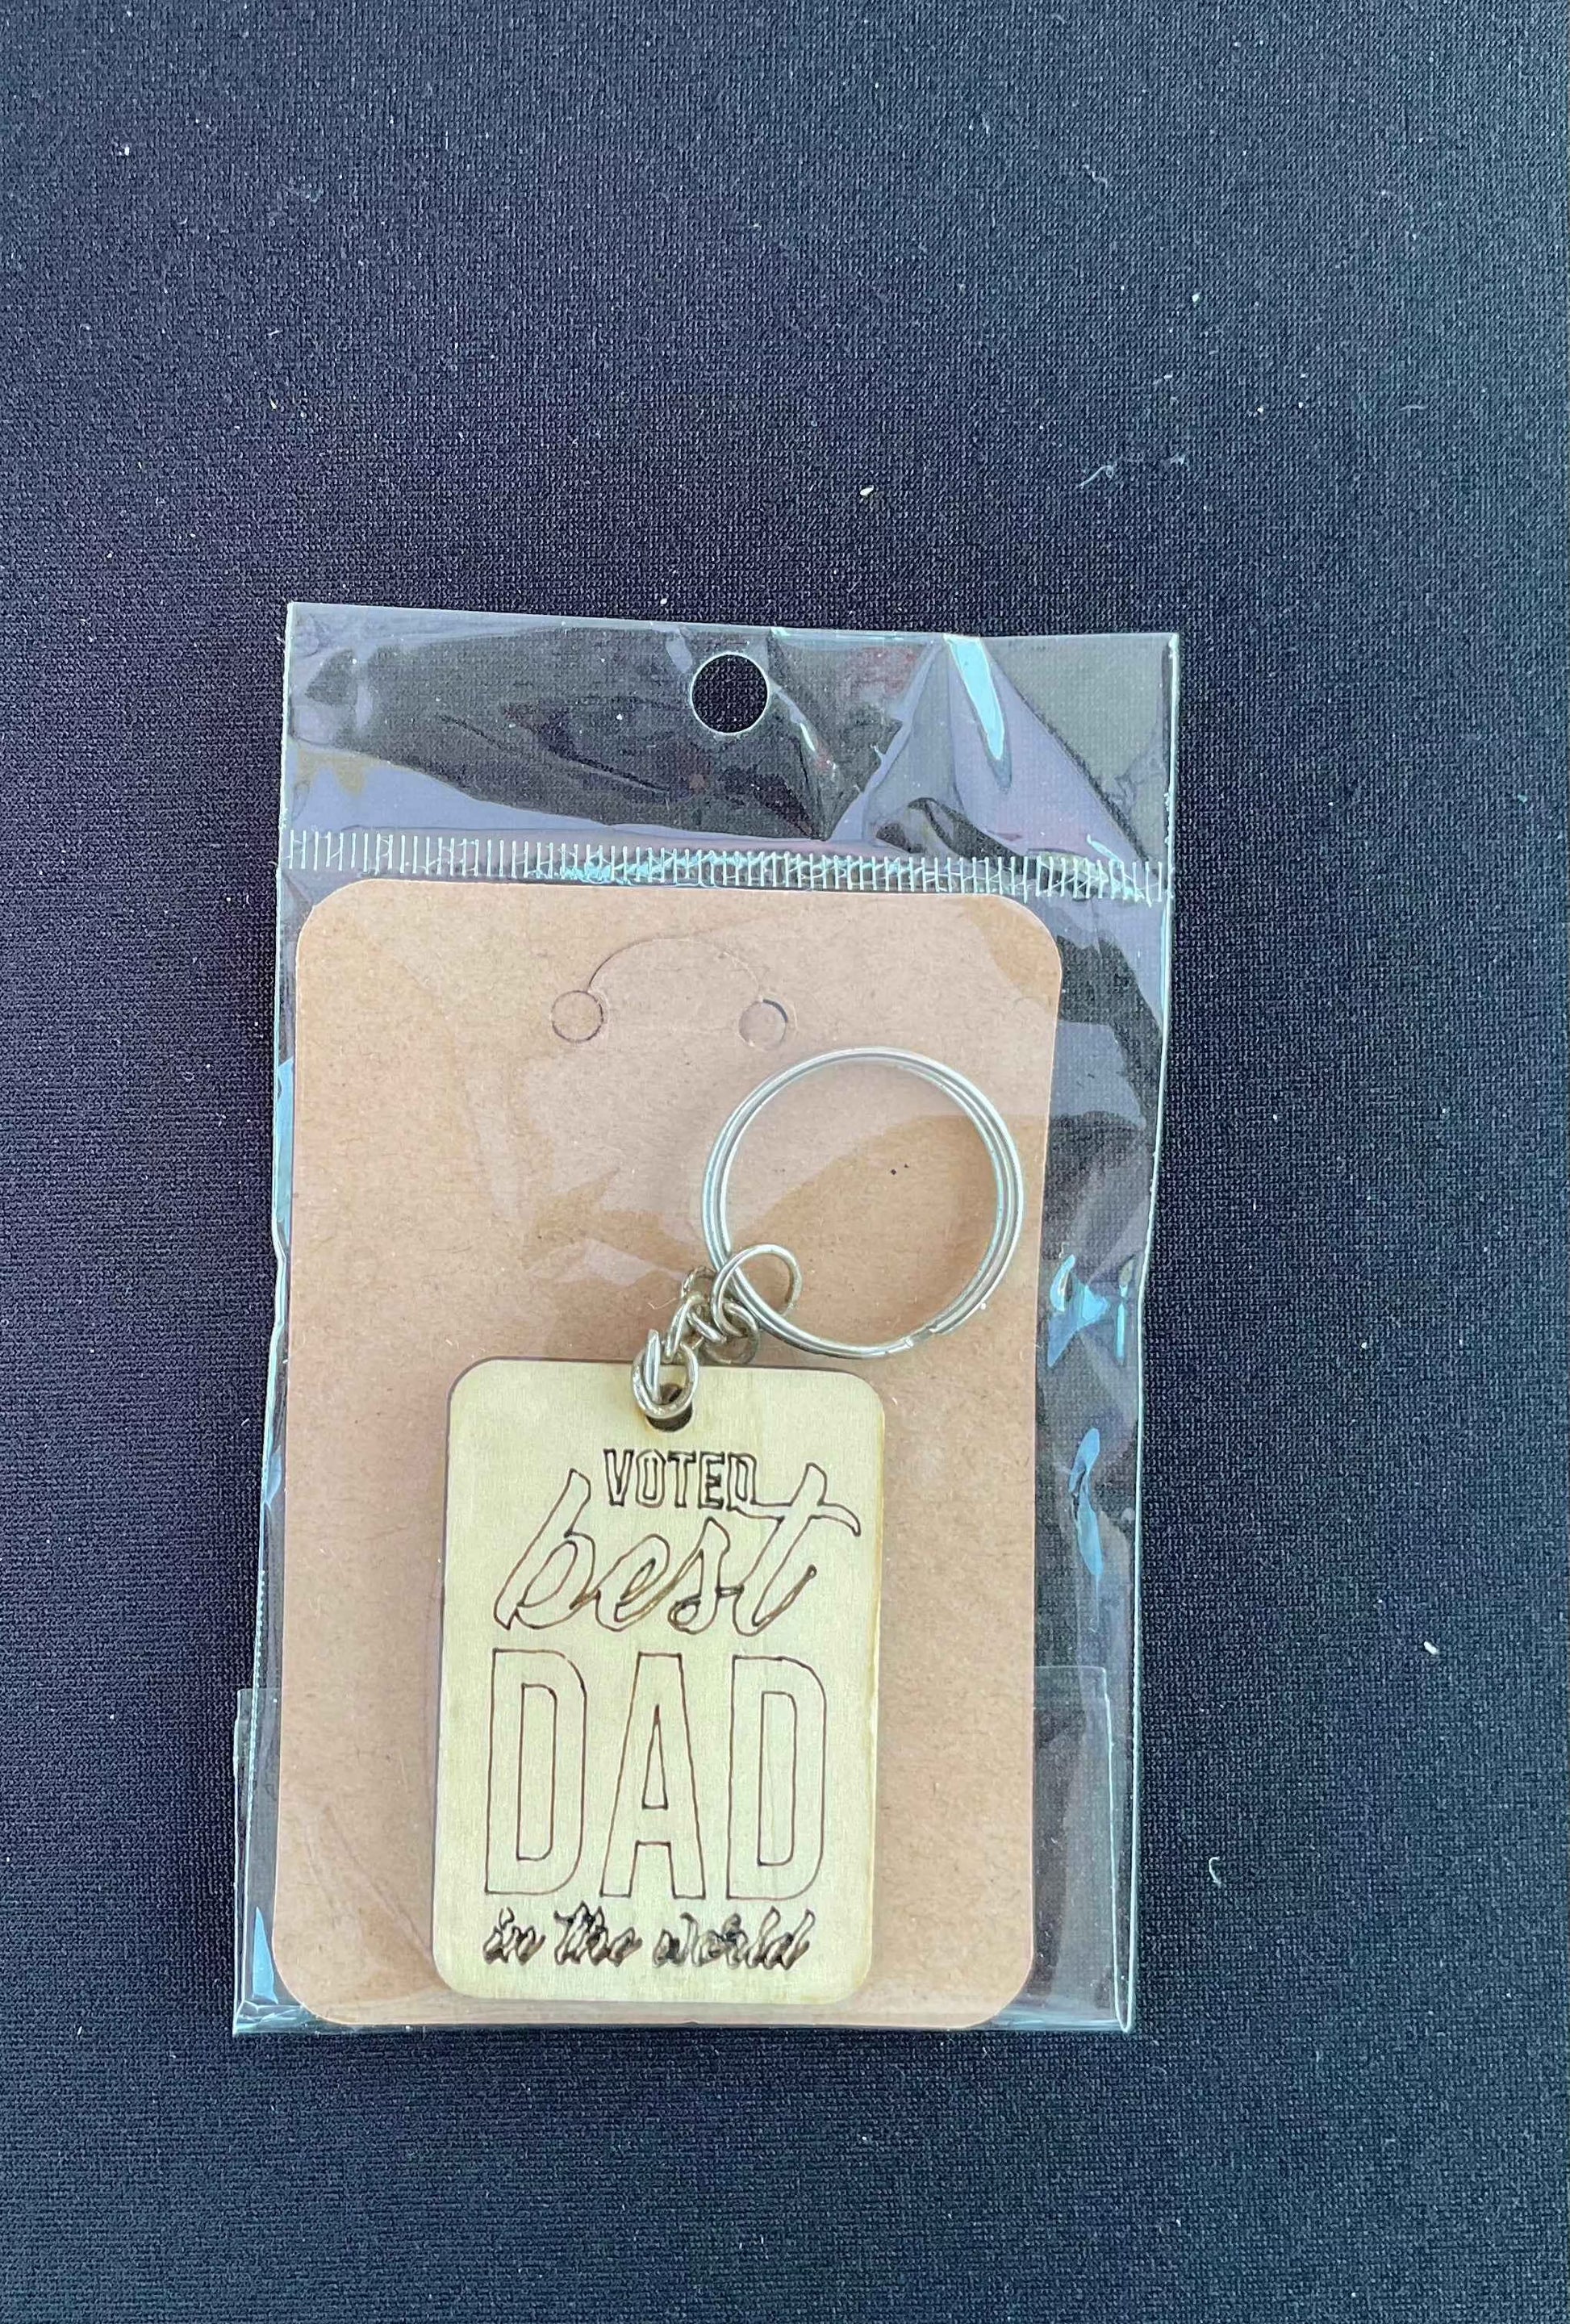 VOTED
best
DAD
in the world